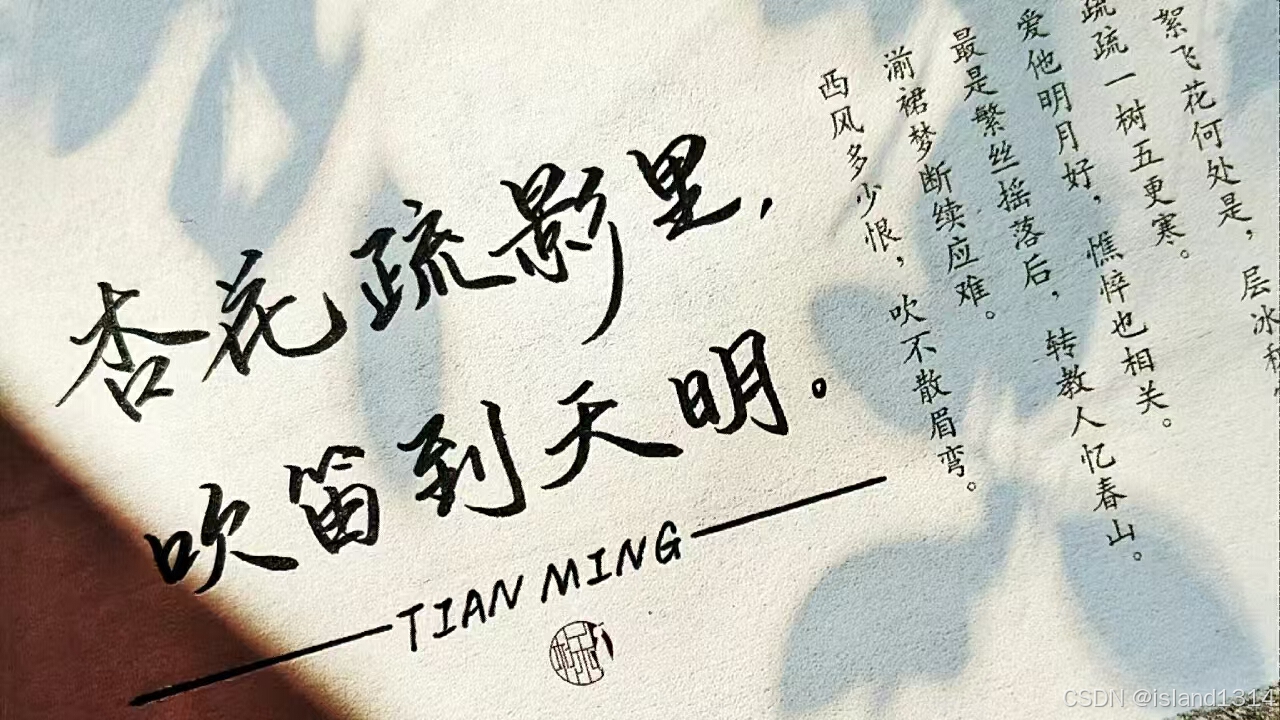 杏花疏影里，
吹笛到天明。
TIAN MING
絮飞花何处是，层冰
疏疏一树五更寒。
爱他明月好，憔悴也相关。
最是繁丝摇落后，转教人忆春山。
湔裙梦断续应难。
西风多少恨，吹不散眉弯。
CSDN @island1314